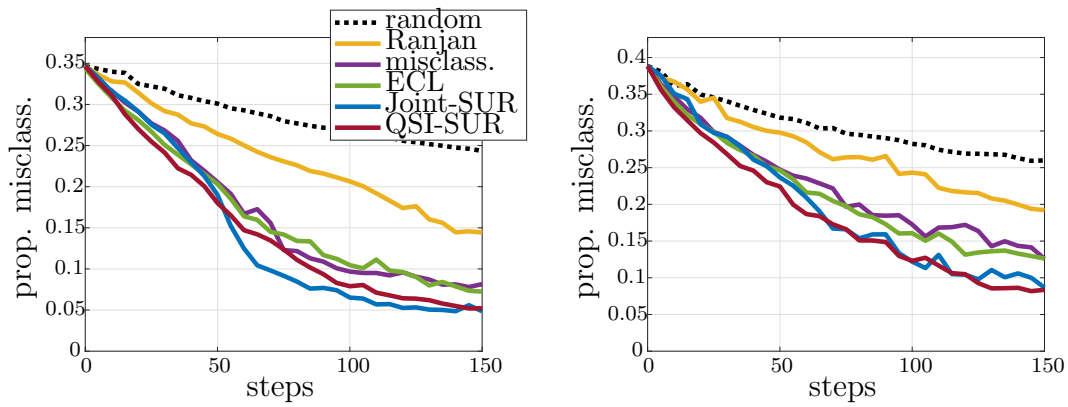 random
Ranjan
misclass.
ECL
Joint-SUR
QSI-SUR
prop. misclass.
0.35
0.3
0.25
0.2
0.15
0.1
0.05
0
0 50 100 150
steps
prop. misclass.
0.4
0.35
0.3
0.25
0.2
0.15
0.1
0.05
0
0 50 100 150
steps